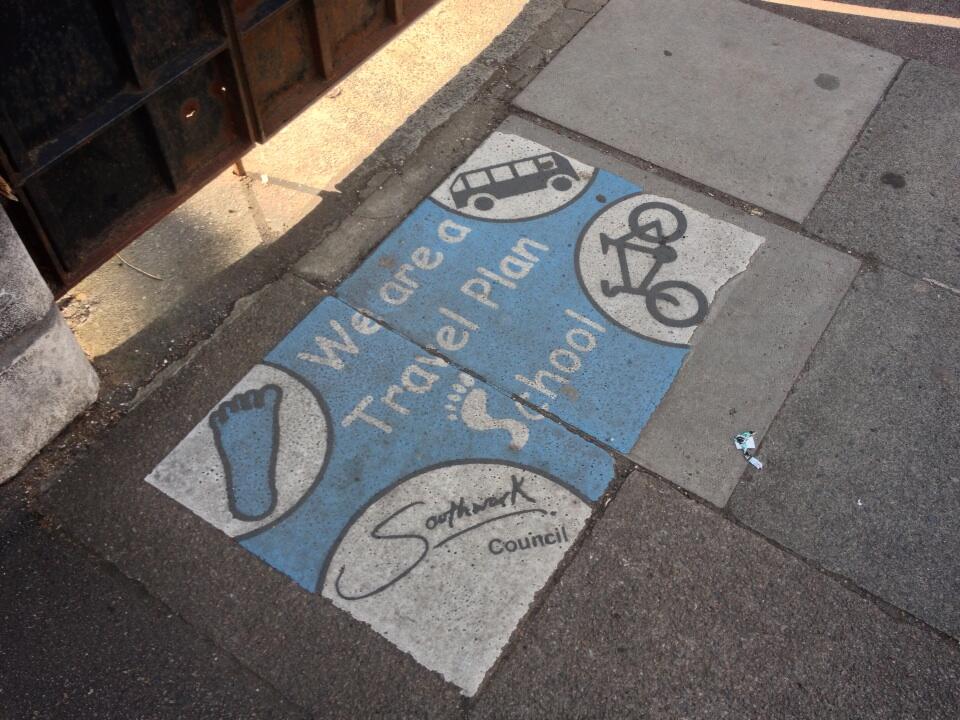 We are a
Travel Plan
School
Southwark
Council